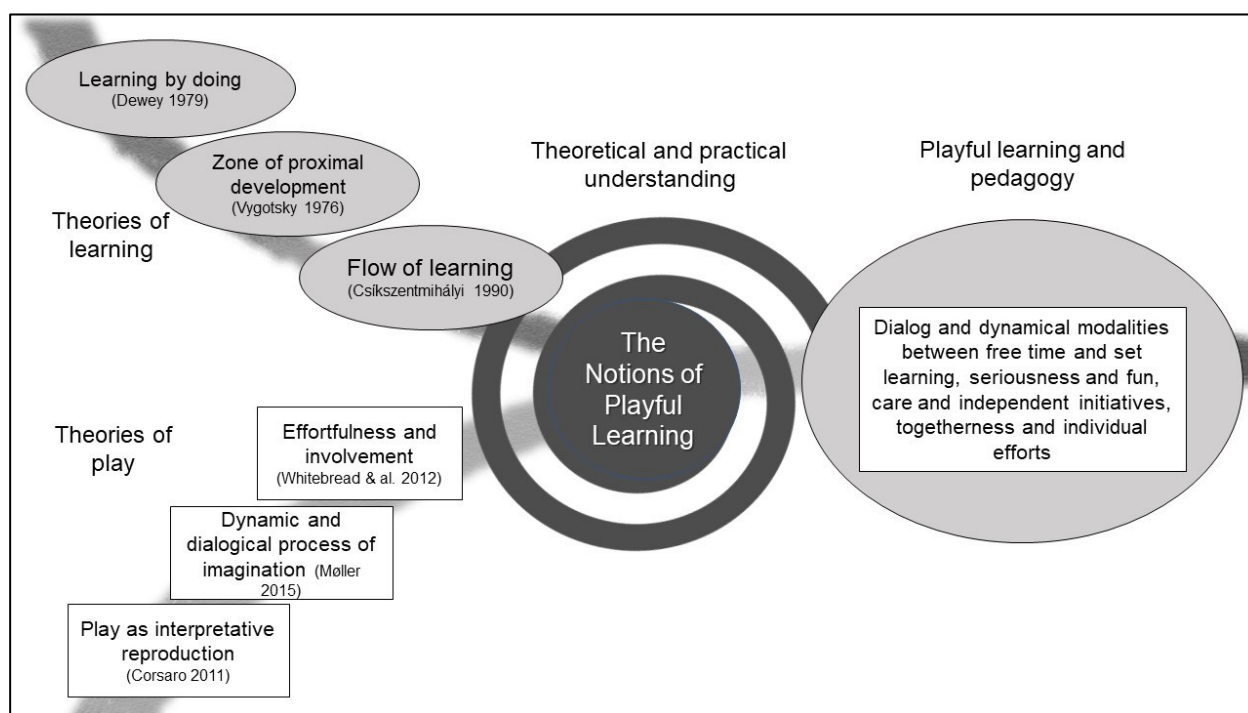 Learning by doing
(Dewey 1979)
Zone of proximal
development
(Vygotsky 1976)
Theories of
learning
Flow of learning
(Csíkszentmihályi 1990)
Theoretical and practical
understanding
Playful learning and
pedagogy
The
Notions of
Playful
Learning
Dialog and dynamical modalities
between free time and set
learning, seriousness and fun,
care and independent initiatives,
togetherness and individual
efforts
Theories of
play
Effortfulness and
involvement
(Whitebread & al. 2012)
Dynamic and
dialogical process of
imagination (Møller
2015)
Play as interpretative
reproduction
(Corsaro 2011)